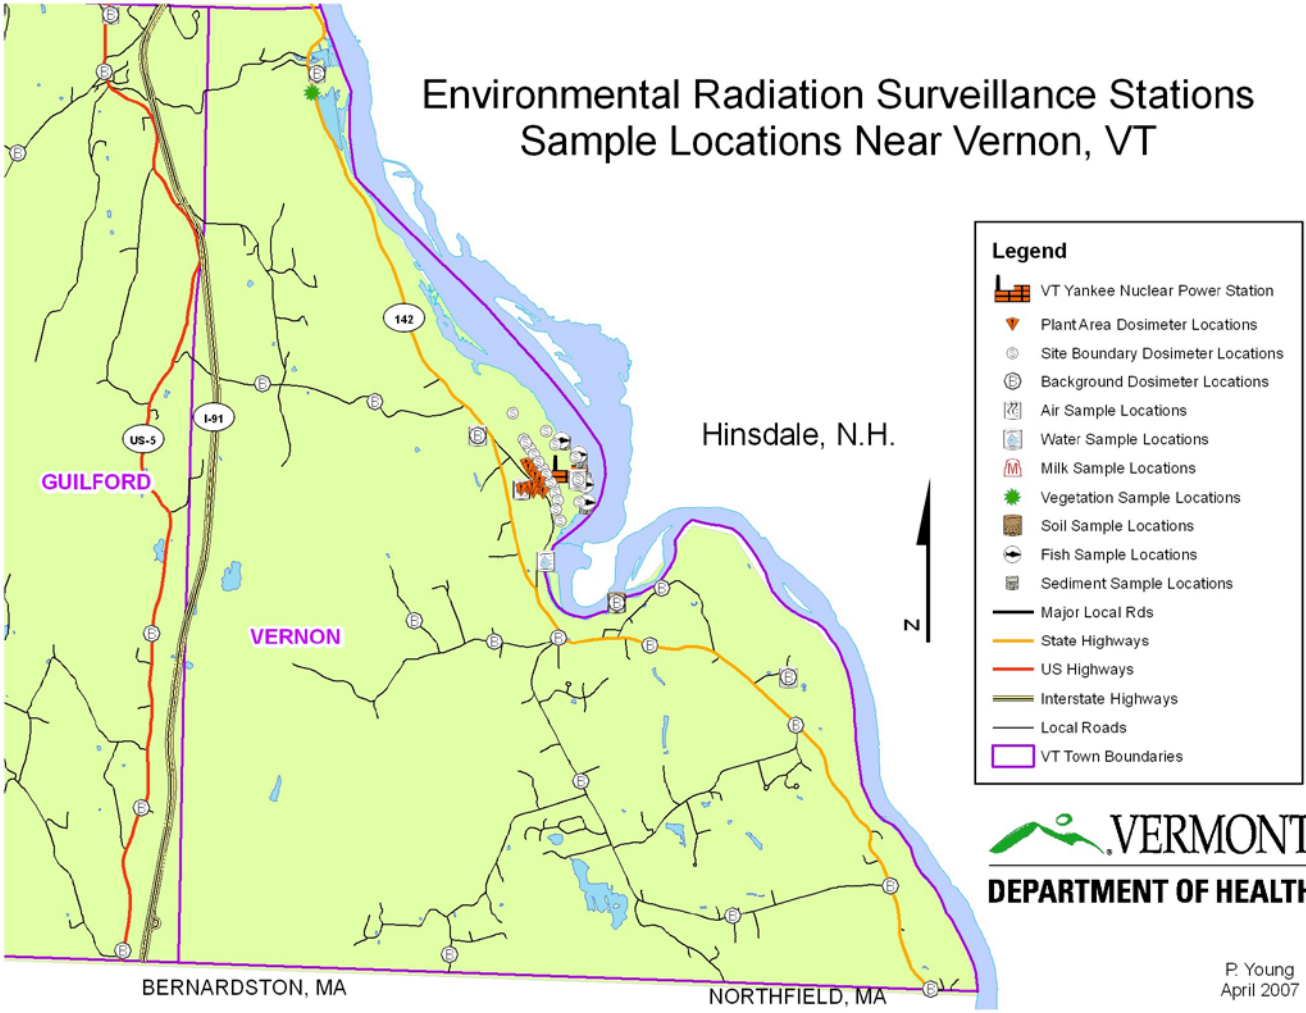 Environmental Radiation Surveillance Stations
Sample Locations Near Vernon, VT
142
I-91
US-5
GUILFORD
VERNON
Hinsdale, N.H.
BERNARDSTON, MA
NORTHFIELD, MA
N
Legend
VT Yankee Nuclear Power Station
Plant Area Dosimeter Locations
S Site Boundary Dosimeter Locations
B Background Dosimeter Locations
Air Sample Locations
Water Sample Locations
M Milk Sample Locations
Vegetation Sample Locations
Soil Sample Locations
Fish Sample Locations
Sediment Sample Locations
Major Local Rds
State Highways
US Highways
Interstate Highways
Local Roads
VT Town Boundaries
VERMONT
DEPARTMENT OF HEALTH
P. Young
April 2007